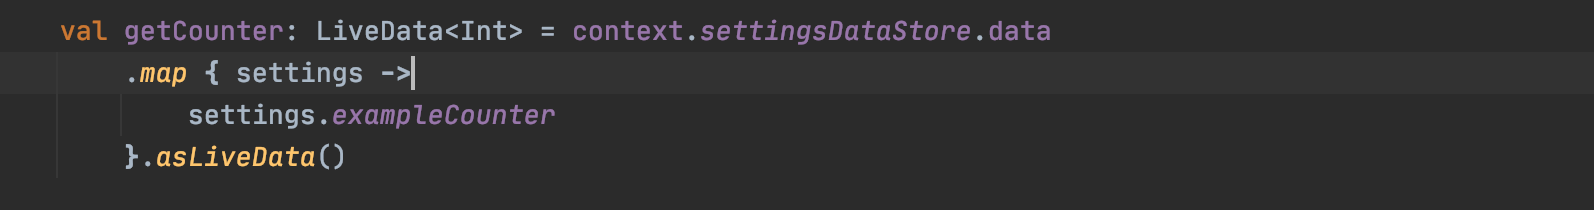 val getCounter: LiveData<Int> = context.settingsDataStore.data
.map { settings ->
settings.exampleCounter
}.asLiveData()